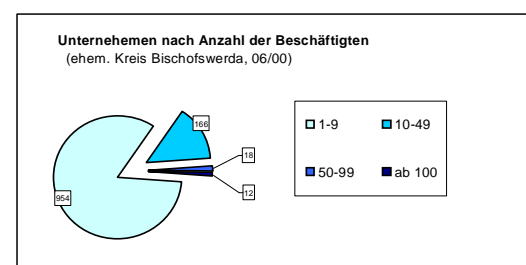 Unternehemen nach Anzahl der Beschäftigten
(ehem. Kreis Bischofswerda, 06/00)
166
18
12
954
1-9 10-49
50-99 ab 100